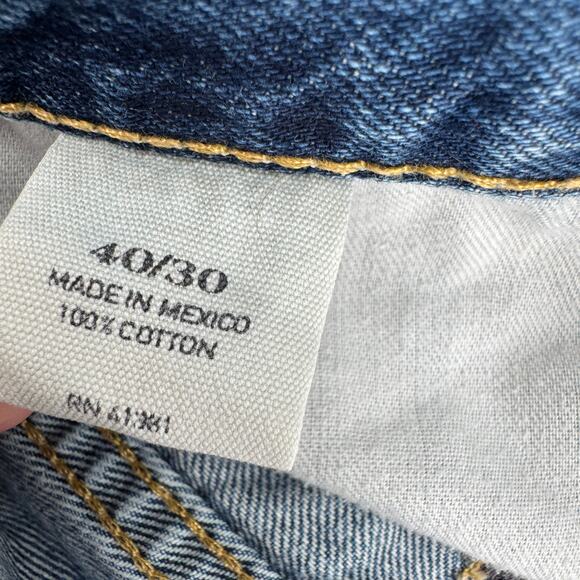 40/30
MADE IN MEXICO
100% COTTON
RN 41381